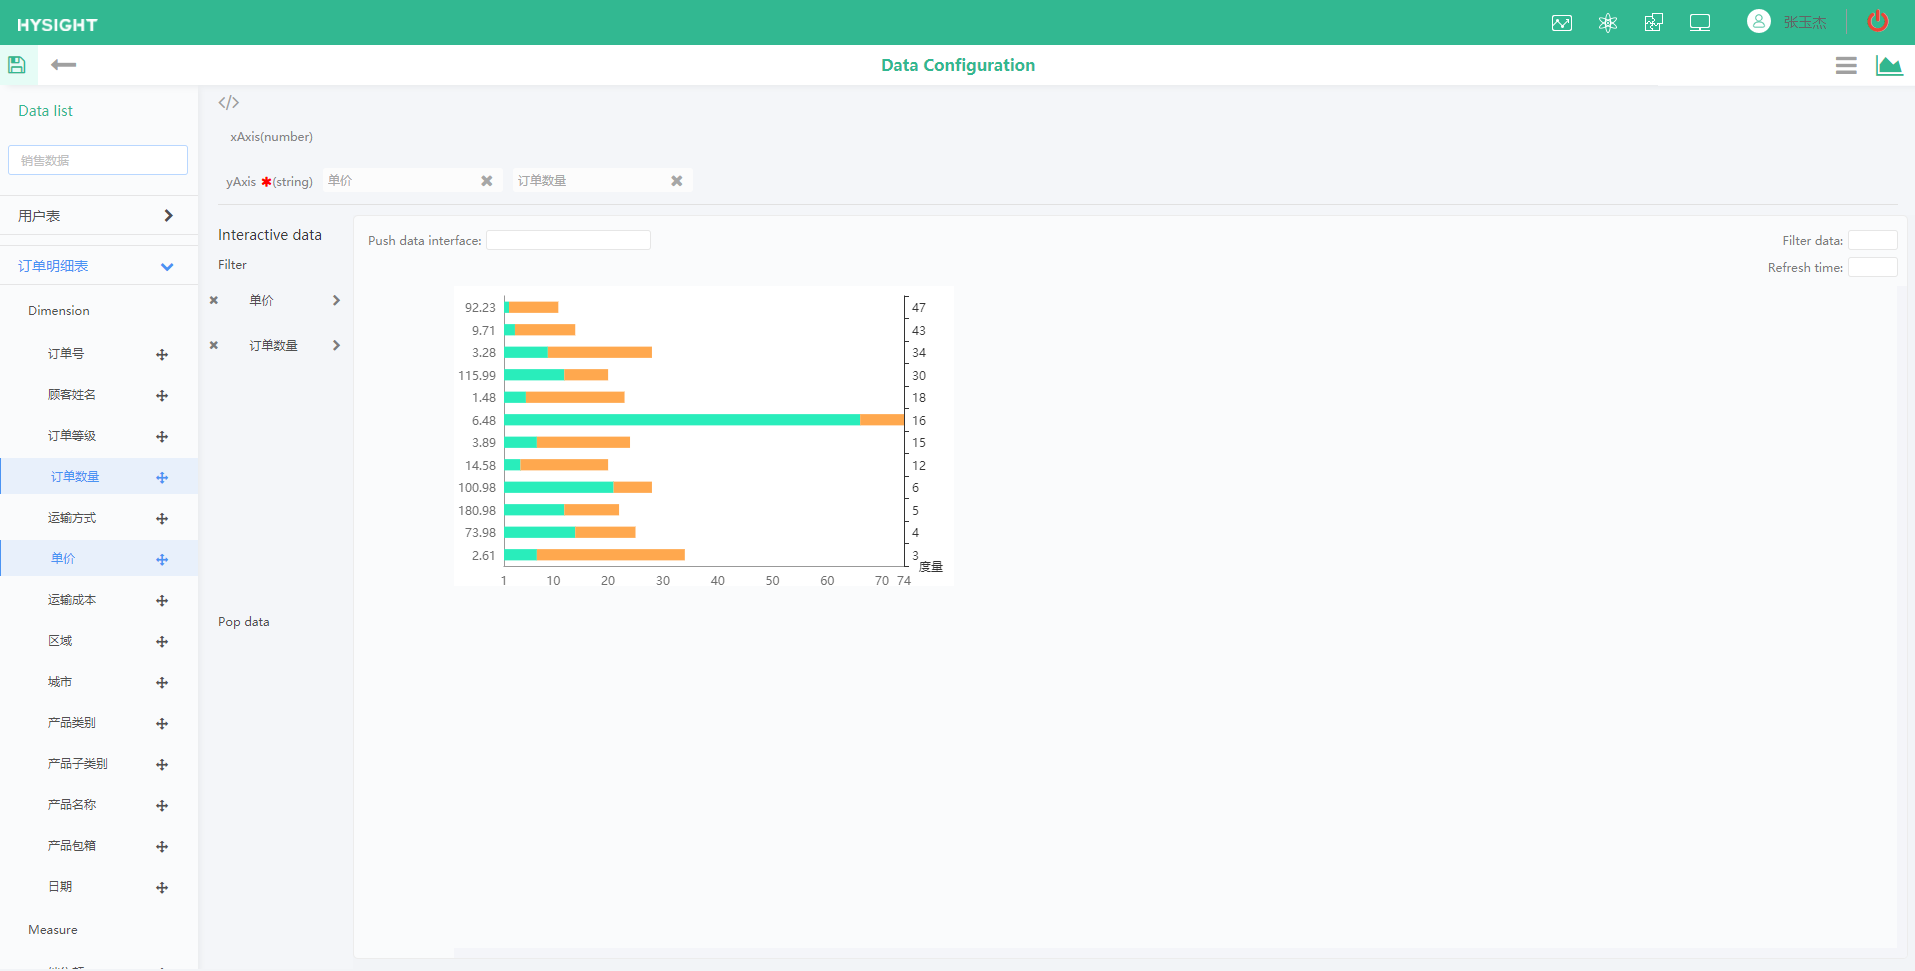 HYSIGHT
张玉杰
Data Configuration
Data list
销售数据
用户表
订单明细表
Dimension
订单号
顾客姓名
订单等级
订单数量
运输方式
单价
运输成本
区域
城市
产品类别
产品子类别
产品名称
产品包箱
日期
Measure
</>
xAxis(number)
yAxis ✱(string) 单价 订单数量
Interactive data
Filter
单价
订单数量
Pop data
Push data interface:
Filter data:
Refresh time:
92.23 47
9.71 43
3.28 34
115.99 30
1.48 18
6.48 16
3.89 15
14.58 12
100.98 6
180.98 5
73.98 4
2.61 3
度量
1 10 20 30 40 50 60 70 74